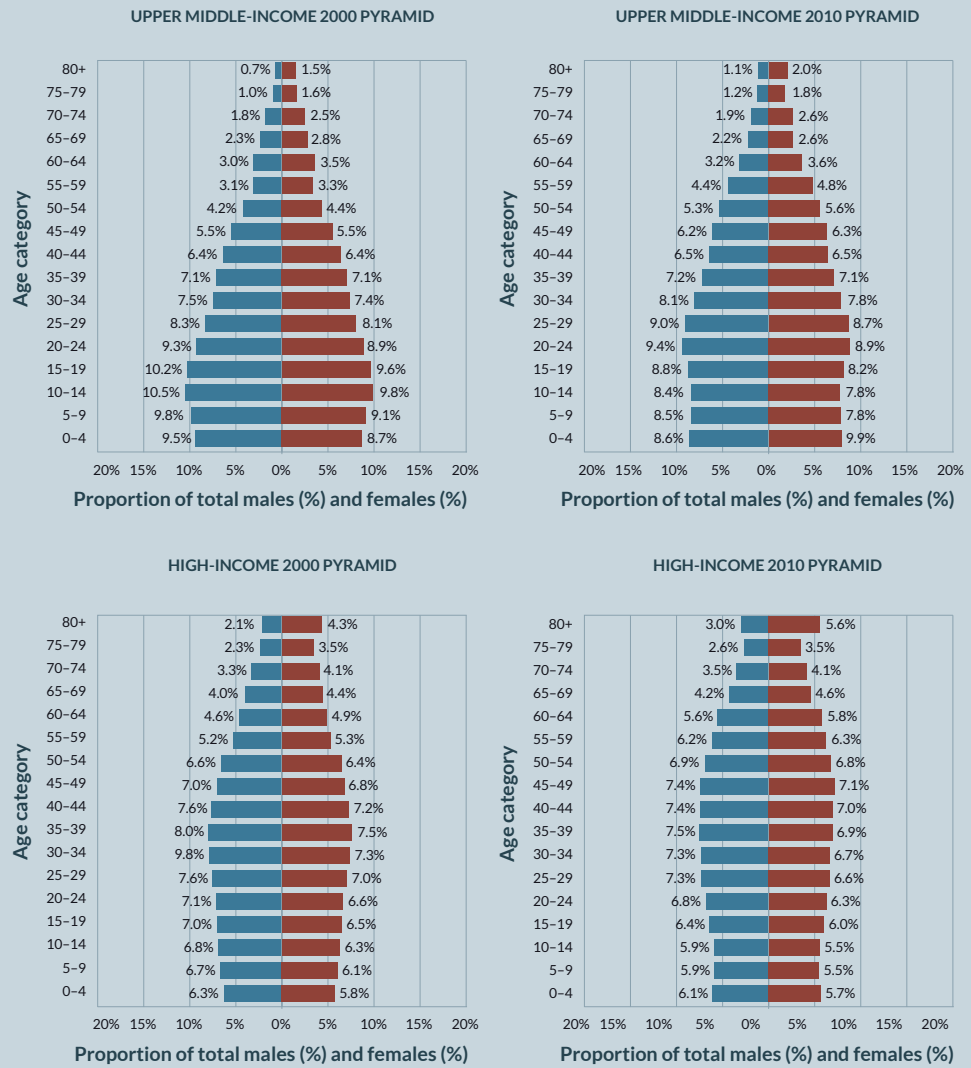 UPPER MIDDLE-INCOME 2000 PYRAMID
Age category
80+ 0.7% 1.5%
75–79 1.0% 1.6%
70–74 1.8% 2.5%
65–69 2.3% 2.8%
60–64 3.0% 3.5%
55–59 3.1% 3.3%
50–54 4.2% 4.4%
45–49 5.5% 5.5%
40–44 6.4% 6.4%
35–39 7.1% 7.1%
30–34 7.5% 7.4%
25–29 8.3% 8.1%
20–24 9.3% 8.9%
15–19 10.2% 9.6%
10–14 10.5% 9.8%
5–9 9.8% 9.1%
0–4 9.5% 8.7%
20% 15% 10% 5% 0% 5% 10% 15% 20%
Proportion of total males (%) and females (%)
UPPER MIDDLE-INCOME 2010 PYRAMID
Age category
80+ 1.1% 2.0%
75–79 1.2% 1.8%
70–74 1.9% 2.6%
65–69 2.2% 2.6%
60–64 3.2% 3.6%
55–59 4.4% 4.8%
50–54 5.3% 5.6%
45–49 6.2% 6.3%
40–44 6.5% 6.5%
35–39 7.2% 7.1%
30–34 8.1% 7.8%
25–29 9.0% 8.7%
20–24 9.4% 8.9%
15–19 8.8% 8.2%
10–14 8.4% 7.8%
5–9 8.5% 7.8%
0–4 8.6% 9.9%
20% 15% 10% 5% 0% 5% 10% 15% 20%
Proportion of total males (%) and females (%)
HIGH-INCOME 2000 PYRAMID
Age category
80+ 2.1% 4.3%
75–79 2.3% 3.5%
70–74 3.3% 4.1%
65–69 4.0% 4.4%
60–64 4.6% 4.9%
55–59 5.2% 5.3%
50–54 6.6% 6.4%
45–49 7.0% 6.8%
40–44 7.6% 7.2%
35–39 8.0% 7.5%
30–34 9.8% 7.3%
25–29 7.6% 7.0%
20–24 7.1% 6.6%
15–19 7.0% 6.5%
10–14 6.8% 6.3%
5–9 6.7% 6.1%
0–4 6.3% 5.8%
20% 15% 10% 5% 0% 5% 10% 15% 20%
Proportion of total males (%) and females (%)
HIGH-INCOME 2010 PYRAMID
Age category
80+ 3.0% 5.6%
75–79 2.6% 3.5%
70–74 3.5% 4.1%
65–69 4.2% 4.6%
60–64 5.6% 5.8%
55–59 6.2% 6.3%
50–54 6.9% 6.8%
45–49 7.4% 7.1%
40–44 7.4% 7.0%
35–39 7.5% 6.9%
30–34 7.3% 6.7%
25–29 7.3% 6.6%
20–24 6.8% 6.3%
15–19 6.4% 6.0%
10–14 5.9% 5.5%
5–9 5.9% 5.5%
0–4 6.1% 5.7%
20% 15% 10% 5% 0% 5% 10% 15% 20%
Proportion of total males (%) and females (%)